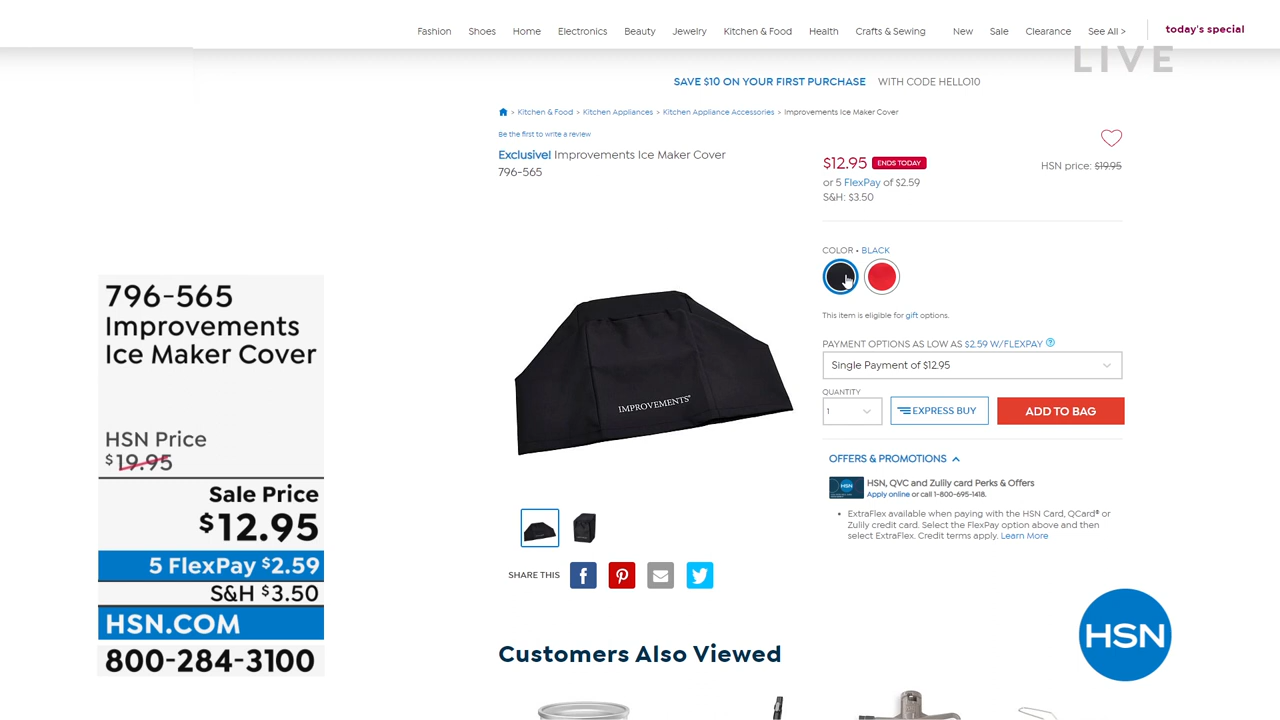 Fashion Shoes Home Electronics Beauty Jewelry Kitchen & Food Health Crafts & Sewing New Sale Clearance See All > today's special
LIVE
SAVE $10 ON YOUR FIRST PURCHASE WITH CODE HELLO10
> Kitchen & Food > Kitchen Appliances > Kitchen Appliance Accessories > Improvements Ice Maker Cover
Be the first to write a review
Exclusive! Improvements Ice Maker Cover
796-565
$12.95 ENDS TODAY
HSN price: $19.95
or 5 FlexPay of $2.59
S&H: $3.50
COLOR • BLACK
This item is eligible for gift options.
PAYMENT OPTIONS AS LOW AS $2.59 W/FLEXPAY ?
Single Payment of $12.95
QUANTITY
1
EXPRESS BUY
ADD TO BAG
OFFERS & PROMOTIONS
HSN
HSN, QVC and Zulily card Perks & Offers
Apply online or call 1-800-695-1418.
• ExtraFlex available when paying with the HSN Card, QCard® or
Zulily credit card. Select the FlexPay option above and then
select ExtraFlex. Credit terms apply. Learn More
IMPROVEMENTS®
SHARE THIS
Customers Also Viewed
796-565
Improvements
Ice Maker Cover
HSN Price
$19.95
Sale Price
$12.95
5 FlexPay $2.59
S&H $3.50
HSN.COM
800-284-3100
HSN